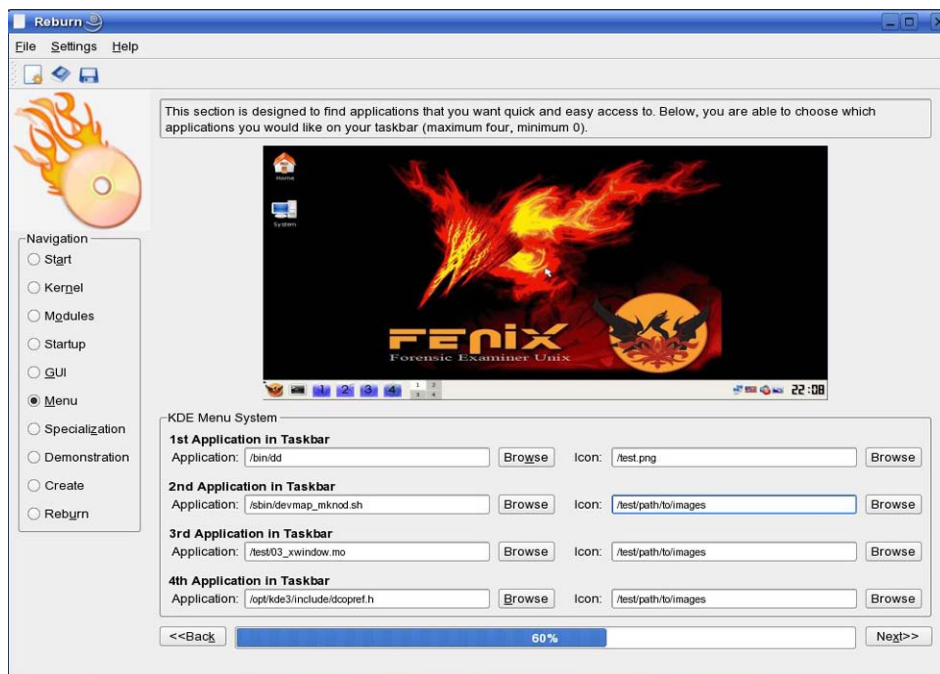 Reburn
File Settings Help
This section is designed to find applications that you want quick and easy access to. Below, you are able to choose which
applications you would like on your taskbar (maximum four, minimum 0).
Home
System
FENIX
Forensic Examiner Unix
1 2 3 4
1 2
3 4
22:08
Navigation
Start
Kernel
Modules
Startup
GUI
Menu
Specialization
Demonstration
Create
Reburn
KDE Menu System
1st Application in Taskbar
Application: /bin/dd Browse Icon: /test.png Browse
2nd Application in Taskbar
Application: /sbin/devmap_mknod.sh Browse Icon: /test/path/to/images Browse
3rd Application in Taskbar
Application: /test/03_xwindow.mo Browse Icon: /test/path/to/images Browse
4th Application in Taskbar
Application: /opt/kde3/include/dcopref.h Browse Icon: /test/path/to/images Browse
<<Back 60% Next>>